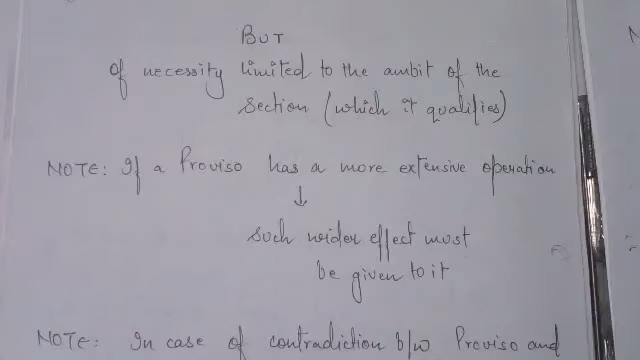 BUT
of necessity limited to the ambit of the
section (which it qualifies)
NOTE: If a Proviso has a more extensive operation
↓
such wider effect must
be given to it
NOTE: In case of contradiction b/w Proviso and